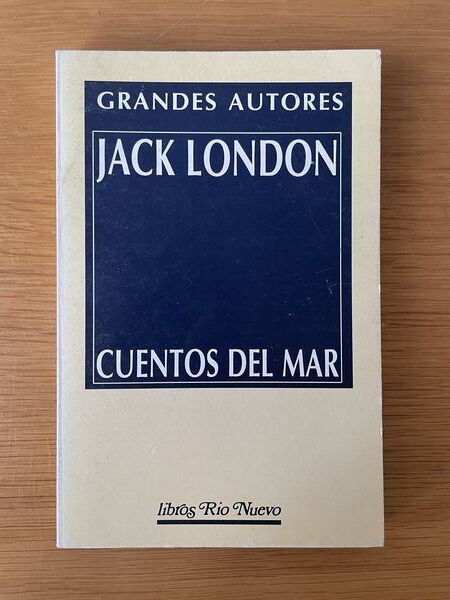 GRANDES AUTORES
JACK LONDON
CUENTOS DEL MAR
libros Rio Nuevo